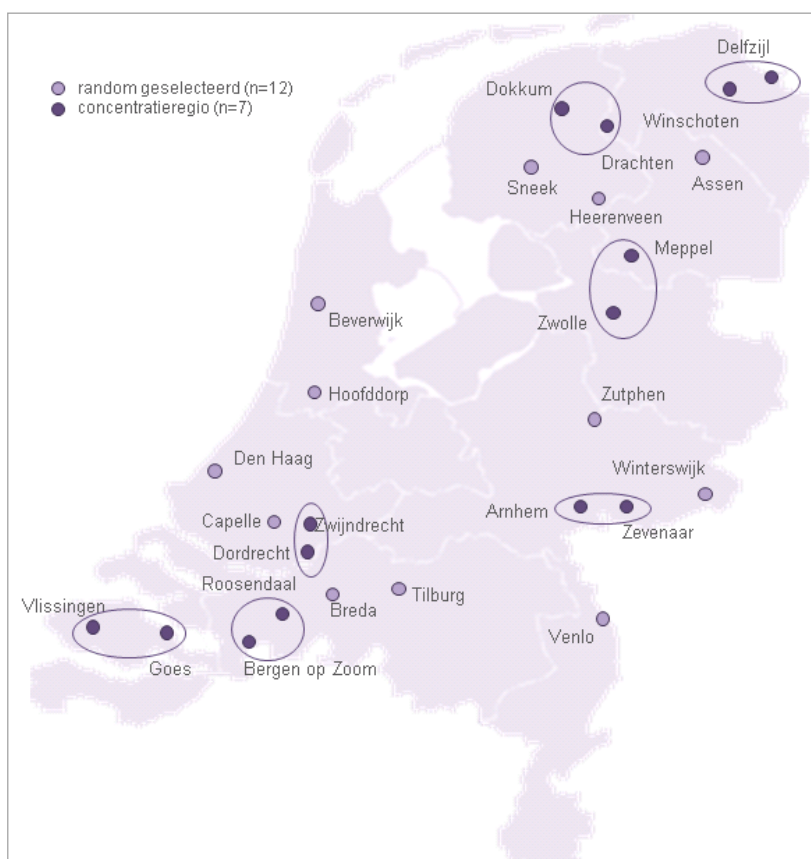 random geselecteerd (n=12)
concentratieregio (n=7)
Delfzijl
Dokkum
Winschoten
Drachten
Assen
Sneek
Heerenveen
Meppel
Zwolle
Beverwijk
Hoofddorp
Zutphen
Den Haag
Winterswijk
Capelle
Zwijndrecht
Arnhem
Zevenaar
Dordrecht
Roosendaal
Tilburg
Breda
Vlissingen
Venlo
Goes
Bergen op Zoom